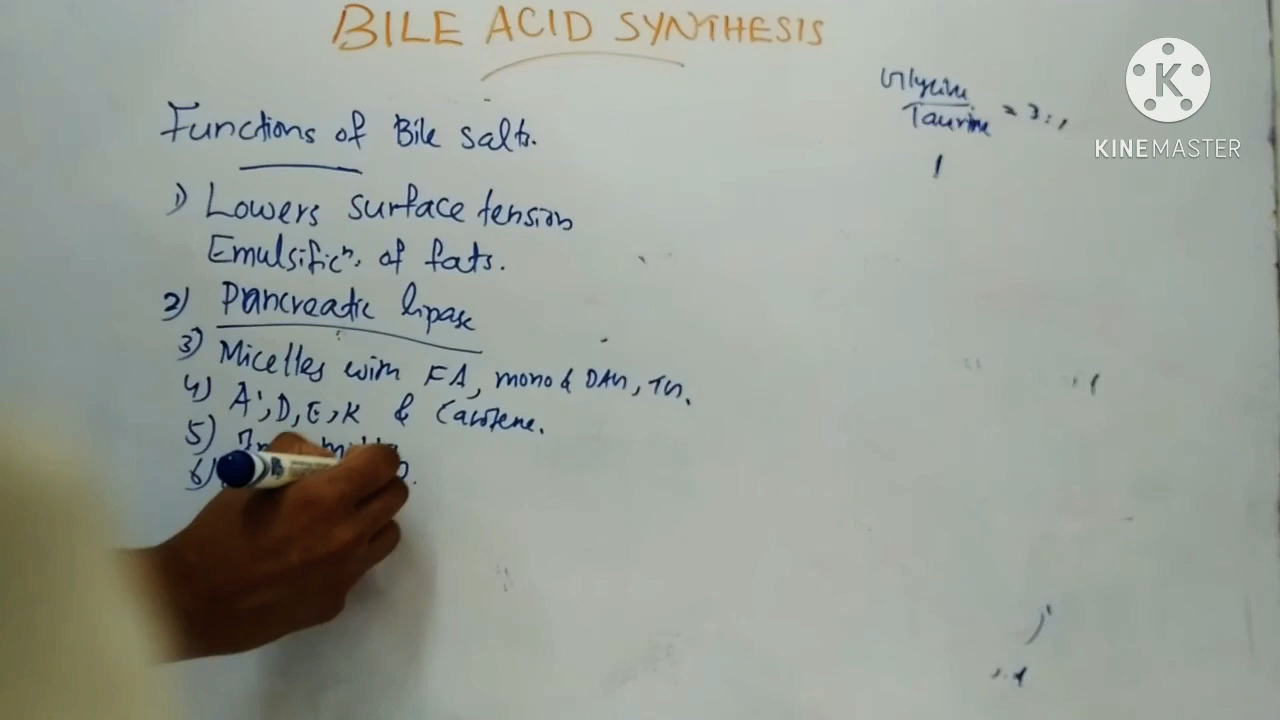 BILE ACID SYNTHESIS
Glycine
Taurine = 3:1
K
KINEMASTER
Functions of Bile salts.
1) Lowers surface tension
Emulsificn. of fats.
2) Pancreatic lipase
3) Micelles with FA, mono & DAG, TG.
4) A, D, E, K & Carotene.
5)
6)